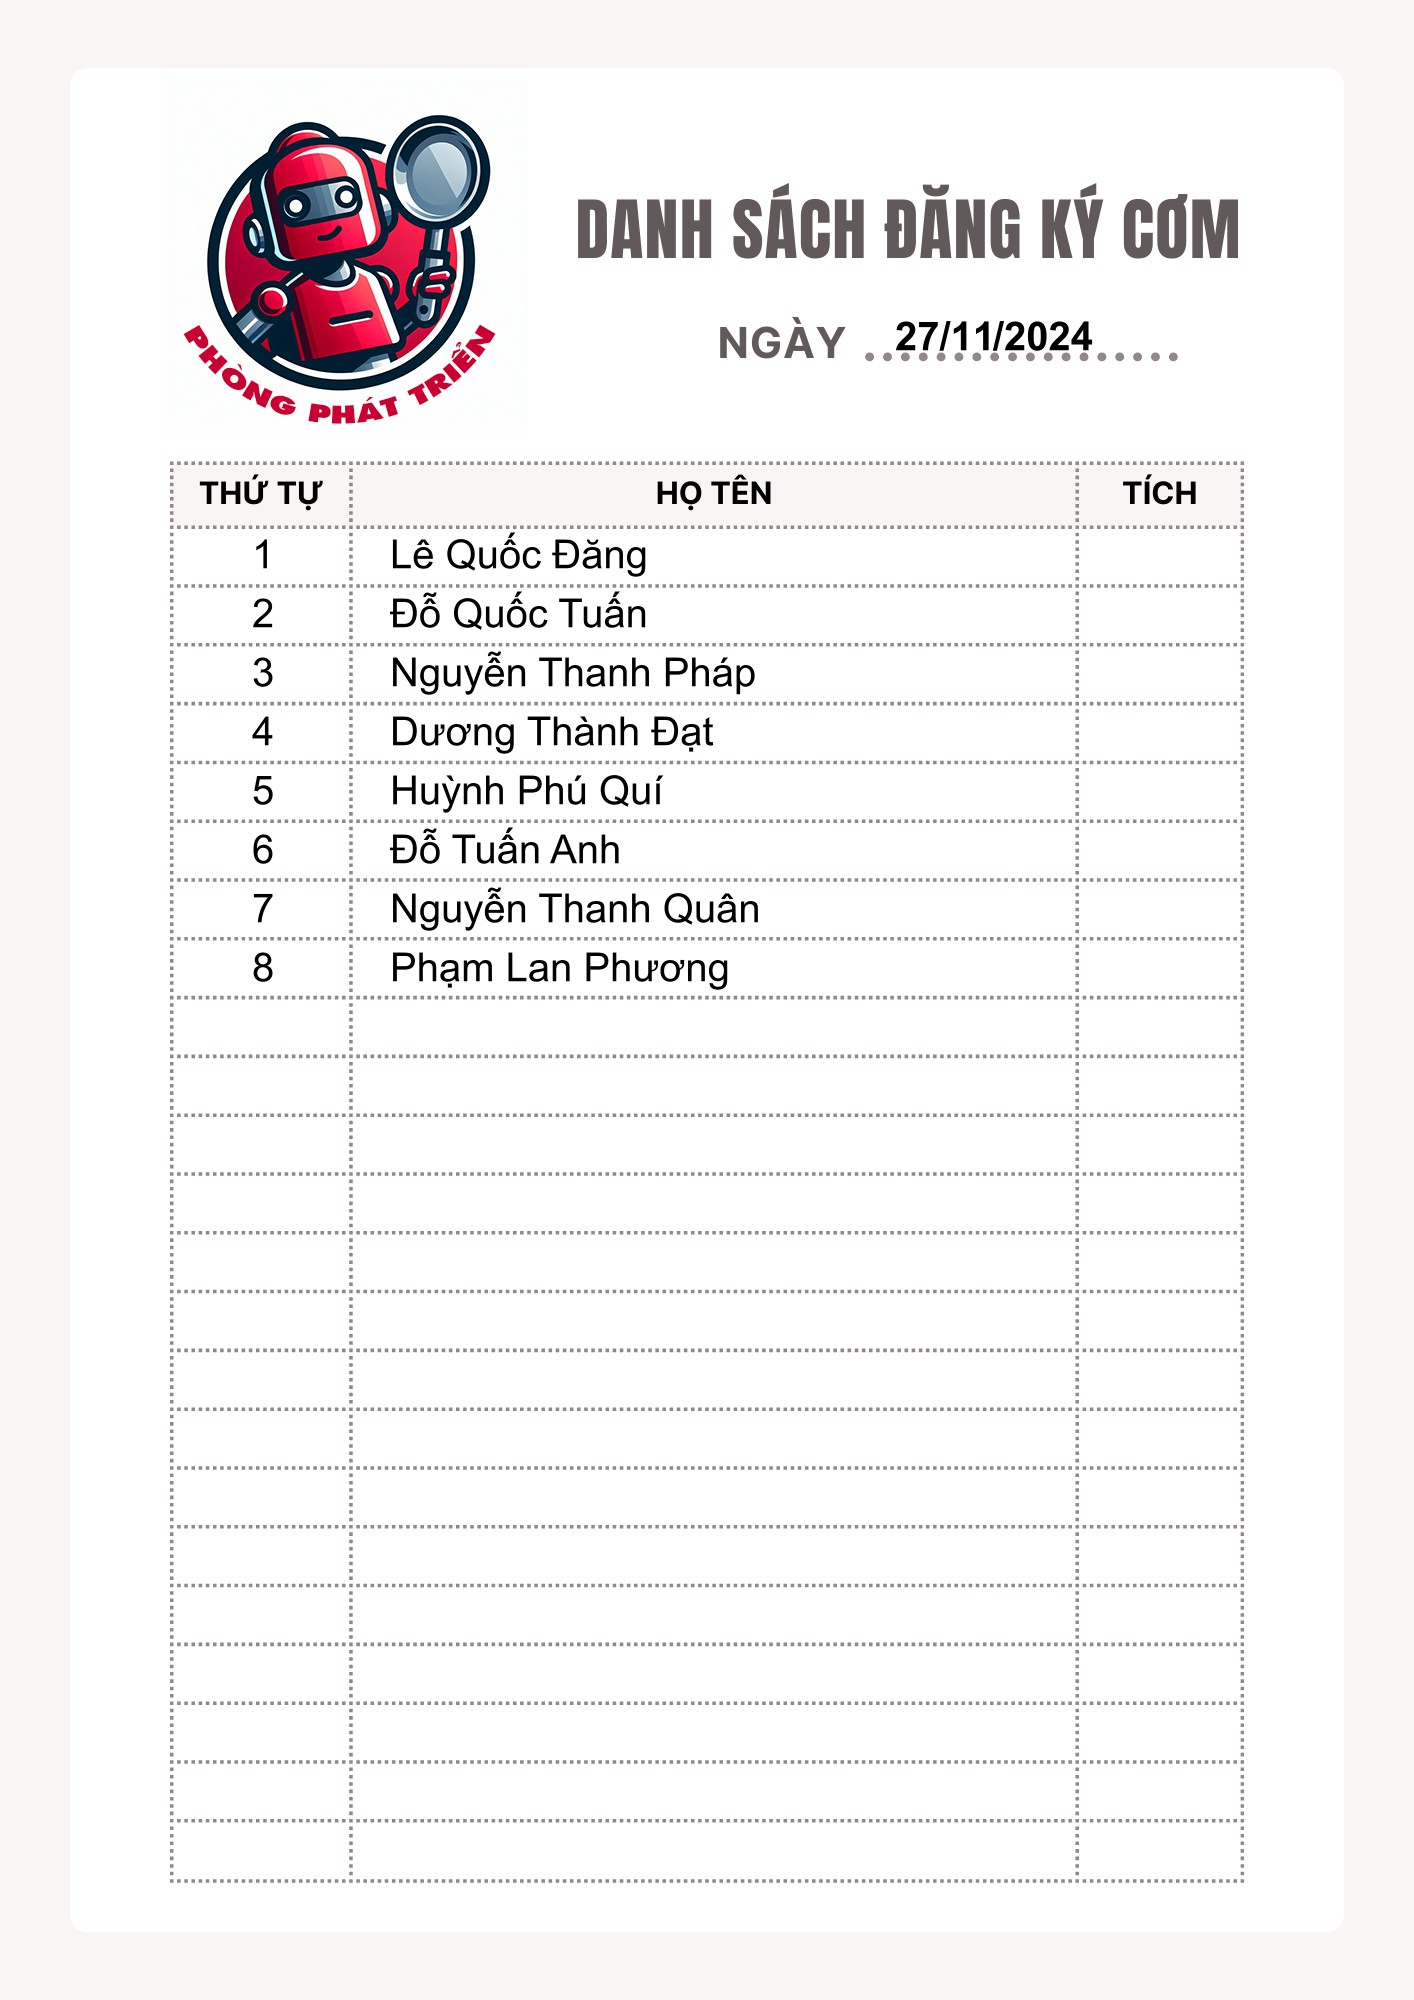 PHÒNG PHÁT TRIỂN
DANH SÁCH ĐĂNG KÝ CƠM
NGÀY 27/11/2024
THỨ TỰ HỌ TÊN TÍCH
1 Lê Quốc Đăng
2 Đỗ Quốc Tuấn
3 Nguyễn Thanh Pháp
4 Dương Thành Đạt
5 Huỳnh Phú Quí
6 Đỗ Tuấn Anh
7 Nguyễn Thanh Quân
8 Phạm Lan Phương